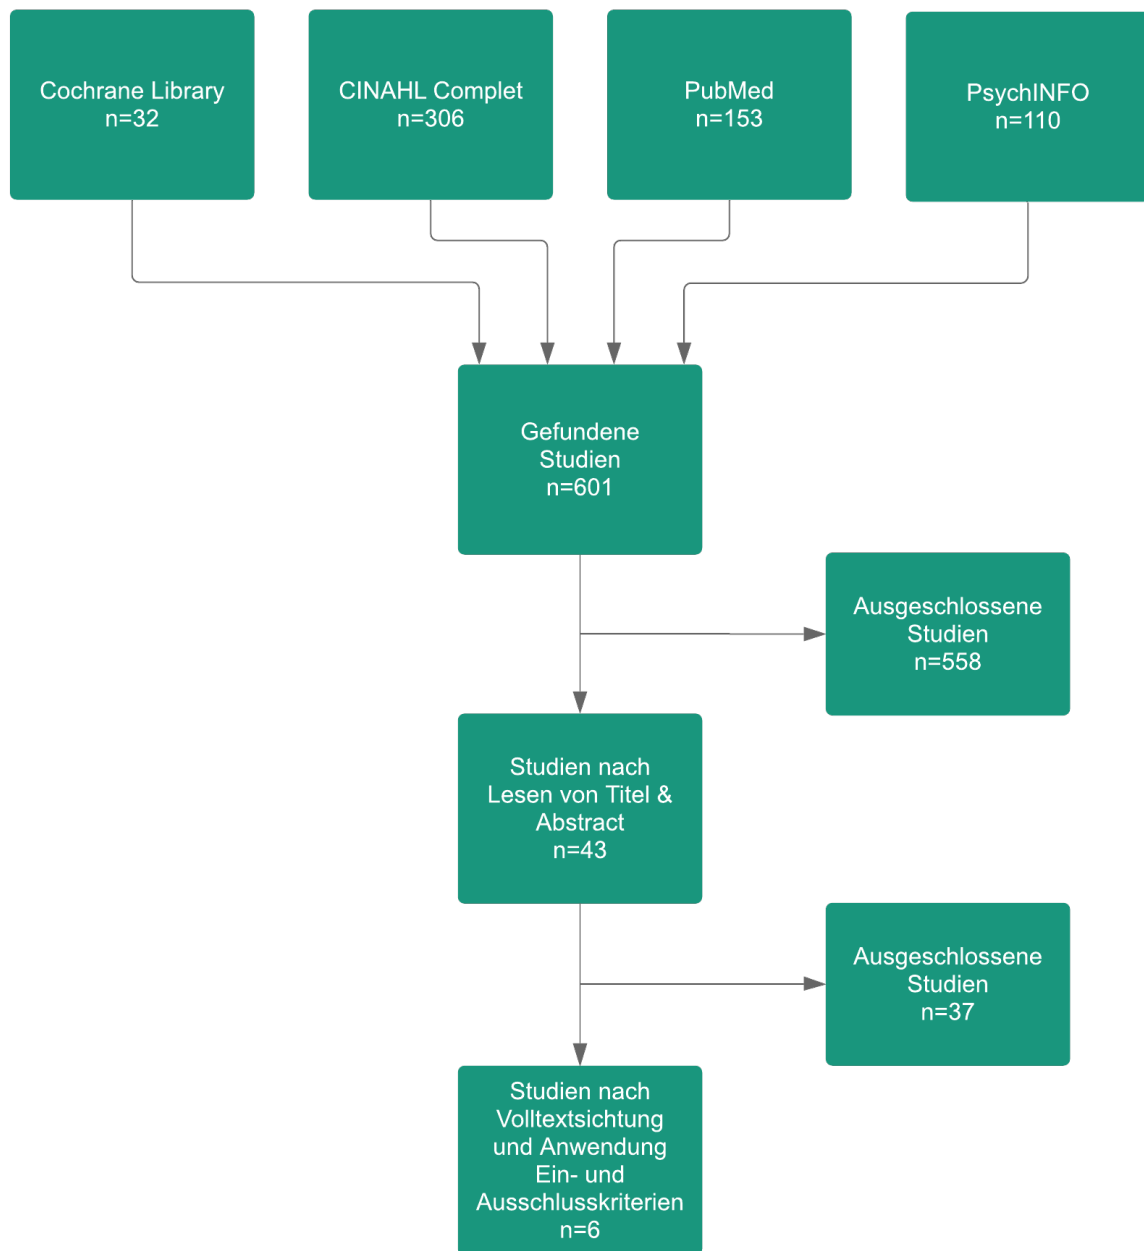 Cochrane Library
n=32
CINAHL Complet
n=306
PubMed
n=153
PsychINFO
n=110
Gefundene
Studien
n=601
Ausgeschlossene
Studien
n=558
Studien nach
Lesen von Titel &
Abstract
n=43
Ausgeschlossene
Studien
n=37
Studien nach
Volltextsichtung
und Anwendung
Ein- und
Ausschlusskriterien
n=6